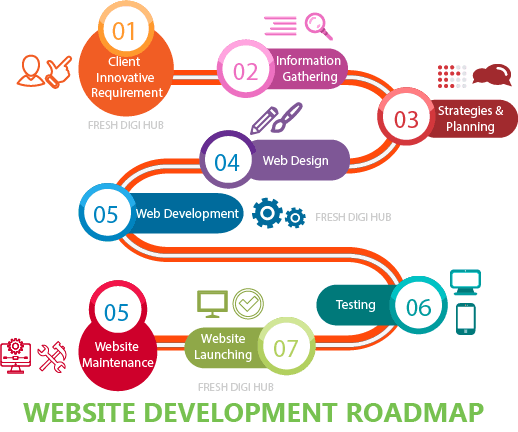 01
Client
Innovative
Requirement
02
Information
Gathering
03
Strategies &
Planning
FRESH DIGI HUB
04
Web Design
05
Web Development
FRESH DIGI HUB
Testing
06
05
Website
Maintenance
Website
Launching
07
FRESH DIGI HUB
WEBSITE DEVELOPMENT ROADMAP